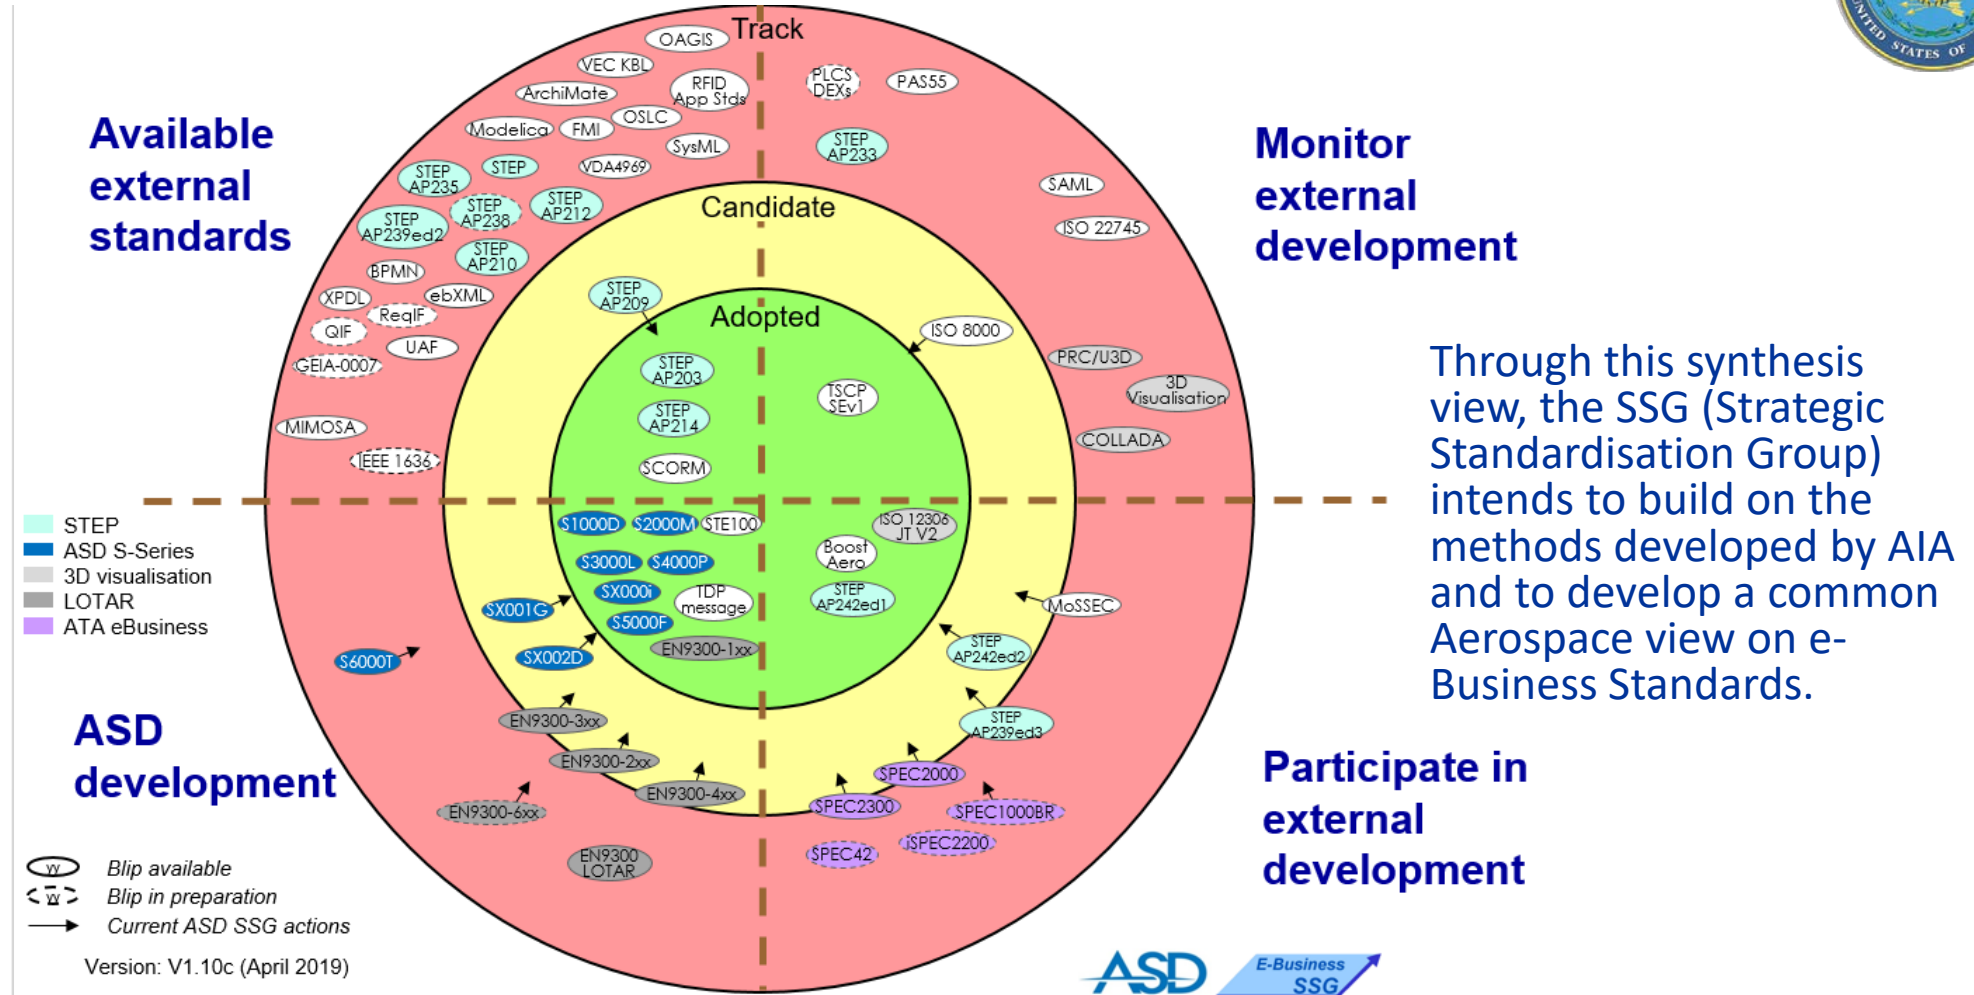 Track
OAGIS
VEC KBL
ArchiMate
RFID
App Stds
OSLC
Modelica
FMI
SysML
VDA4969
STEP
STEP
AP235
STEP
AP238
STEP
AP212
STEP
AP239ed2
STEP
AP210
BPMN
XPDL
ebXML
ReqIF
QIF
UAF
GEIA-0007
MIMOSA
IEEE 1636
PLCS
DEXs
PAS55
STEP
AP233
SAML
ISO 22745
PRC/U3D
3D
Visualisation
COLLADA
UNITED STATES OF
Available
external
standards
Monitor
external
development
Candidate
STEP
AP209
ISO 8000
Adopted
STEP
AP203
STEP
AP214
SCORM
TSCP
SEv1
Through this synthesis
view, the SSG (Strategic
Standardisation Group)
intends to build on the
methods developed by AIA
and to develop a common
Aerospace view on e-
Business Standards.
STEP
ASD S-Series
3D visualisation
LOTAR
ATA eBusiness
S1000D
S2000M
STE100
S3000L
S4000P
SX000i
TDP
message
S5000F
EN9300-1xx
ISO 12306
JT V2
Boost
Aero
STEP
AP242ed1
SX001G
SX002D
S6000T
MoSSEC
STEP
AP242ed2
STEP
AP239ed3
EN9300-3xx
EN9300-2xx
EN9300-4xx
EN9300-6xx
EN9300
LOTAR
SPEC2000
SPEC2300
SPEC1000BR
iSPEC2200
SPEC42
ASD
development
Participate in
external
development
yy
Blip available
yy
Blip in preparation
Current ASD SSG actions
Version: V1.10c (April 2019)
ASD
E-Business
SSG